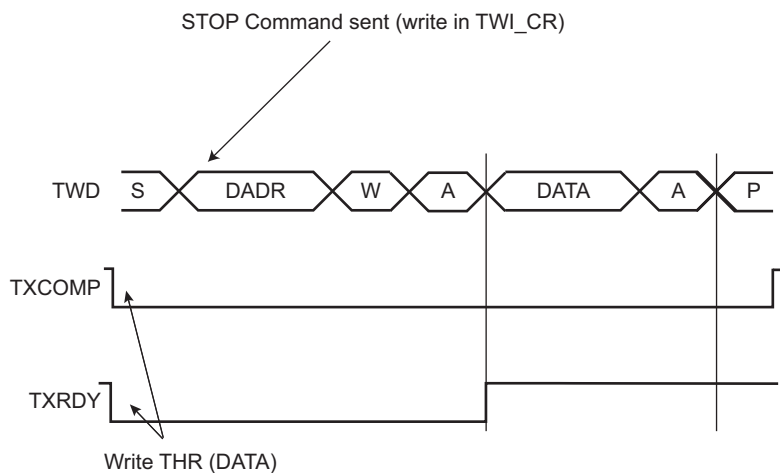 STOP Command sent (write in TWI_CR)
TWD S DADR W A DATA A P
TXCOMP
TXRDY
Write THR (DATA)